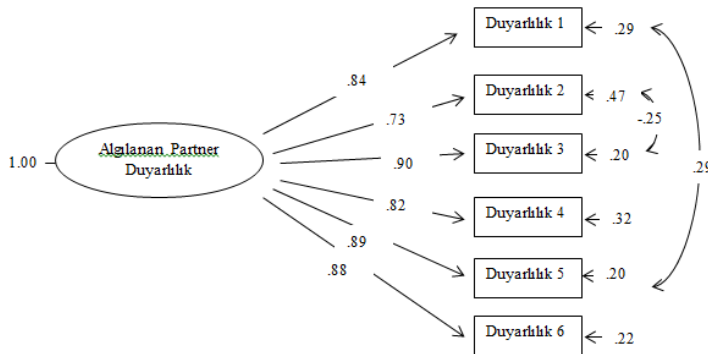 Duyarlılık 1
.29
.84
Duyarlılık 2
.47
-.25
.73
1.00
Algılanan Partner
Duyarlılık
Duyarlılık 3
.20
.90
.29
.82
Duyarlılık 4
.32
.89
Duyarlılık 5
.20
.88
Duyarlılık 6
.22